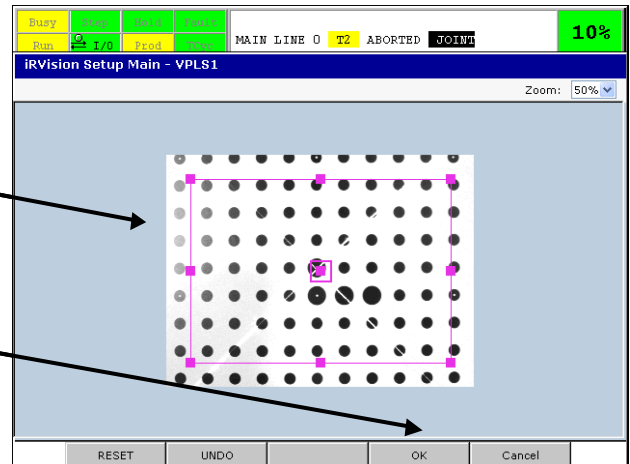 Busy Step Hold Fault
Run I/O Prod TCyc
MAIN LINE 0 T2 ABORTED JOINT
10%
iRVision Setup Main - VPLS1
Zoom: 50%
RESET UNDO OK Cancel